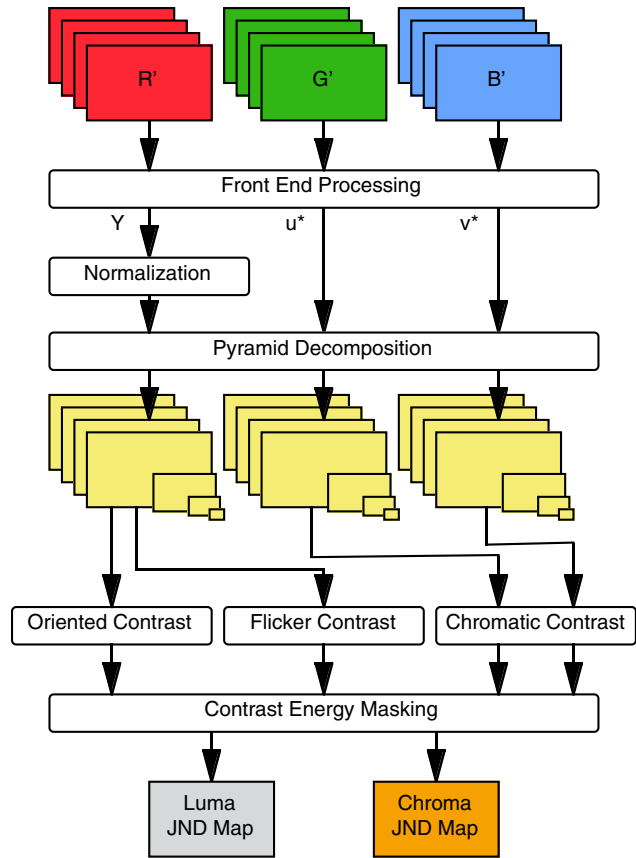 R’ G’ B’
Front End Processing
Y u* v*
Normalization
Pyramid Decomposition
Oriented Contrast Flicker Contrast Chromatic Contrast
Contrast Energy Masking
Luma
JND Map
Chroma
JND Map